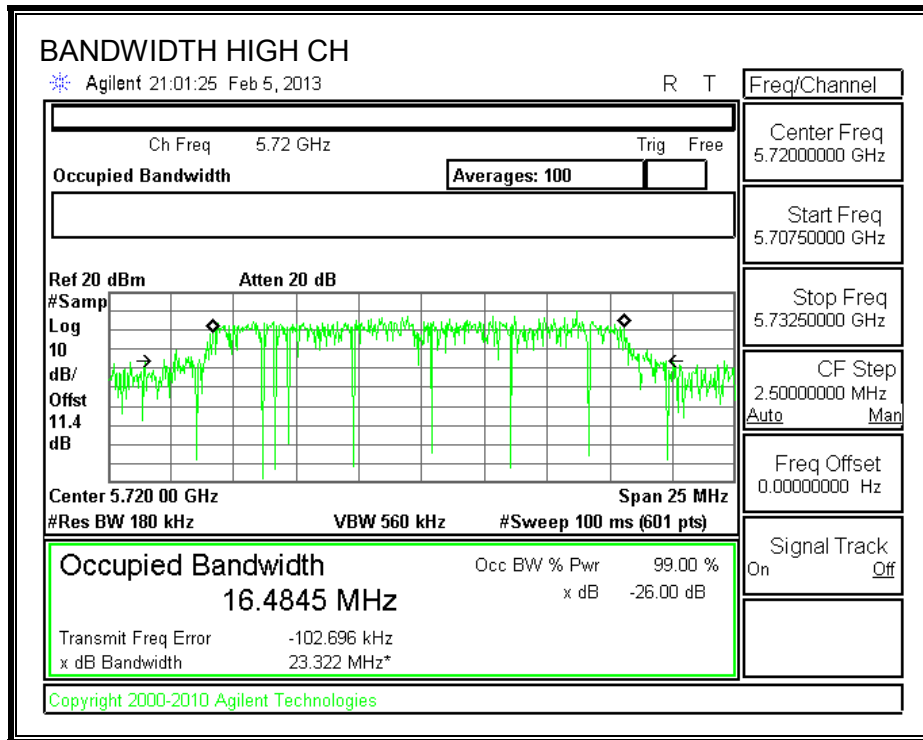 BANDWIDTH HIGH CH
Agilent 21:01:25 Feb 5, 2013 R T
Freq/Channel
Ch Freq 5.72 GHz Trig Free
Occupied Bandwidth Averages: 100
Center Freq
5.72000000 GHz
Start Freq
5.70750000 GHz
Stop Freq
5.73250000 GHz
CF Step
2.50000000 MHz
Auto Man
Freq Offset
0.00000000 Hz
Signal Track
On Off
Ref 20 dBm Atten 20 dB
#Samp
Log
10
dB/
Offst
11.4
dB
Center 5.720 00 GHz Span 25 MHz
#Res BW 180 kHz VBW 560 kHz #Sweep 100 ms (601 pts)
Occupied Bandwidth Occ BW % Pwr 99.00 %
16.4845 MHz x dB -26.00 dB
Transmit Freq Error -102.696 kHz
x dB Bandwidth 23.322 MHz*
Copyright 2000-2010 Agilent Technologies